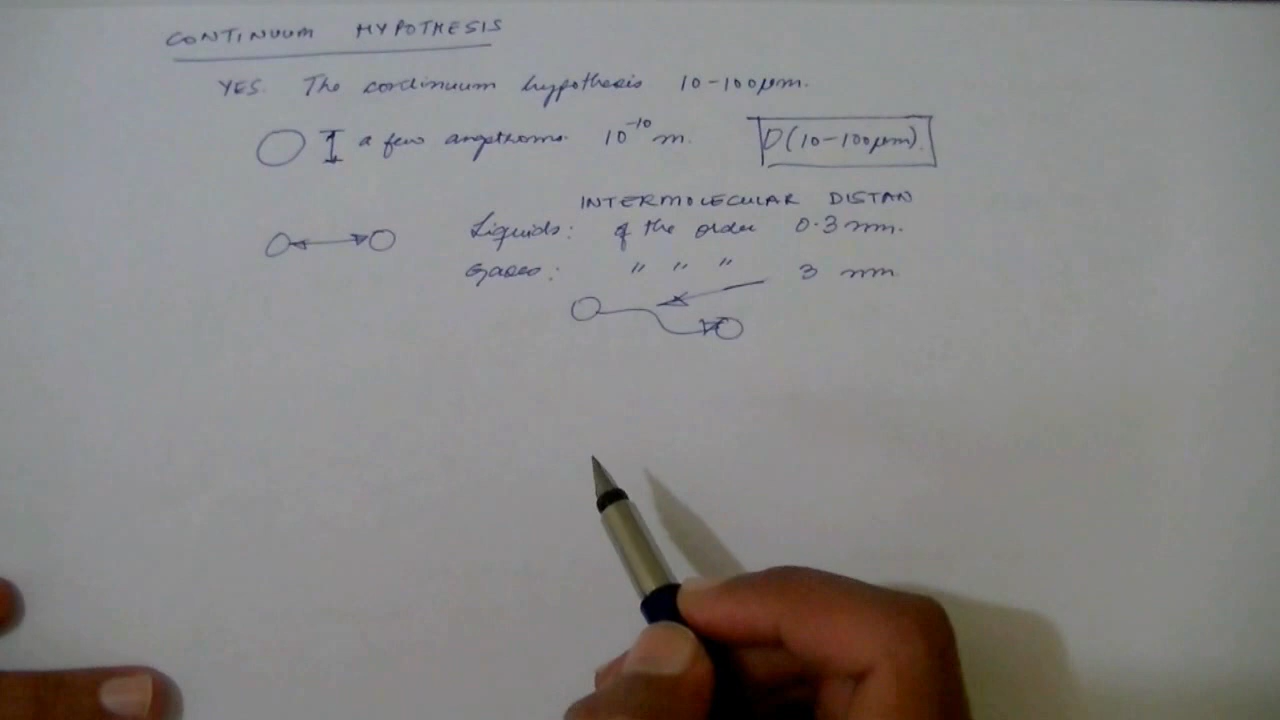 CONTINUUM HYPOTHESIS
YES. The continuum hypothesis 10-100μm.
a few angsthoms. 10⁻¹⁰ m. O(10-100μm).
INTERMOLECULAR DISTAN
Liquids: of the order 0.3 nm.
Gases: " " " 3 nm